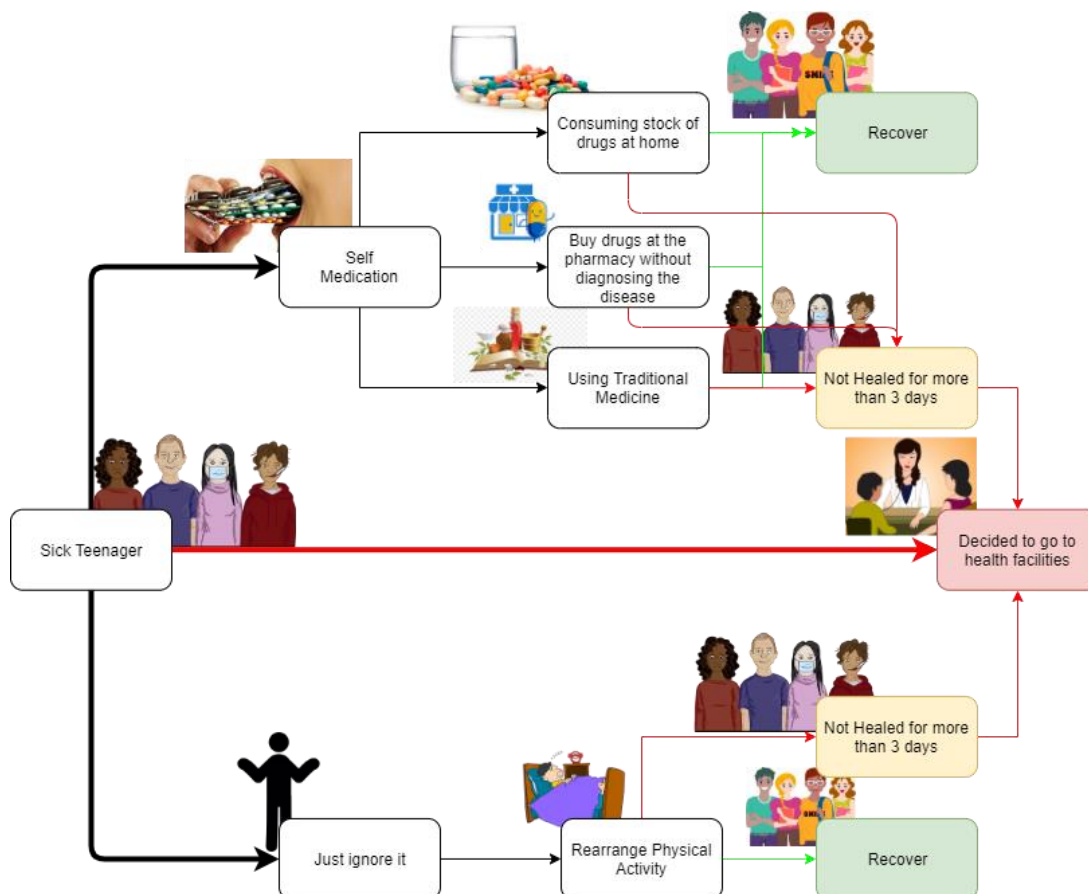 Consuming stock of
drugs at home
SMILE
Recover
Self
Medication
Buy drugs at the
pharmacy without
diagnosing the
disease
Using Traditional
Medicine
Not Healed for more
than 3 days
Sick Teenager
Decided to go to
health facilities
Not Healed for more
than 3 days
Just ignore it
Rearrange Physical
Activity
SMILE
Recover